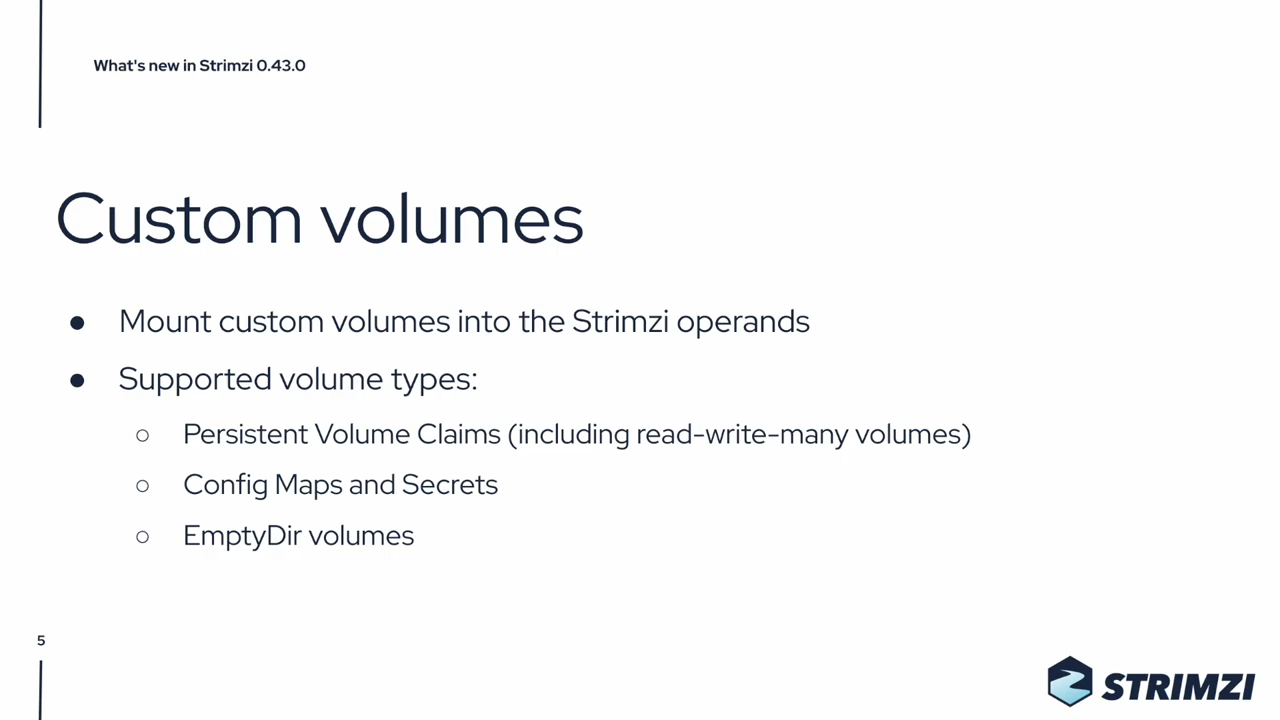 What's new in Strimzi 0.43.0
Custom volumes
● Mount custom volumes into the Strimzi operands
● Supported volume types:
○ Persistent Volume Claims (including read-write-many volumes)
○ Config Maps and Secrets
○ EmptyDir volumes
5
STRIMZI